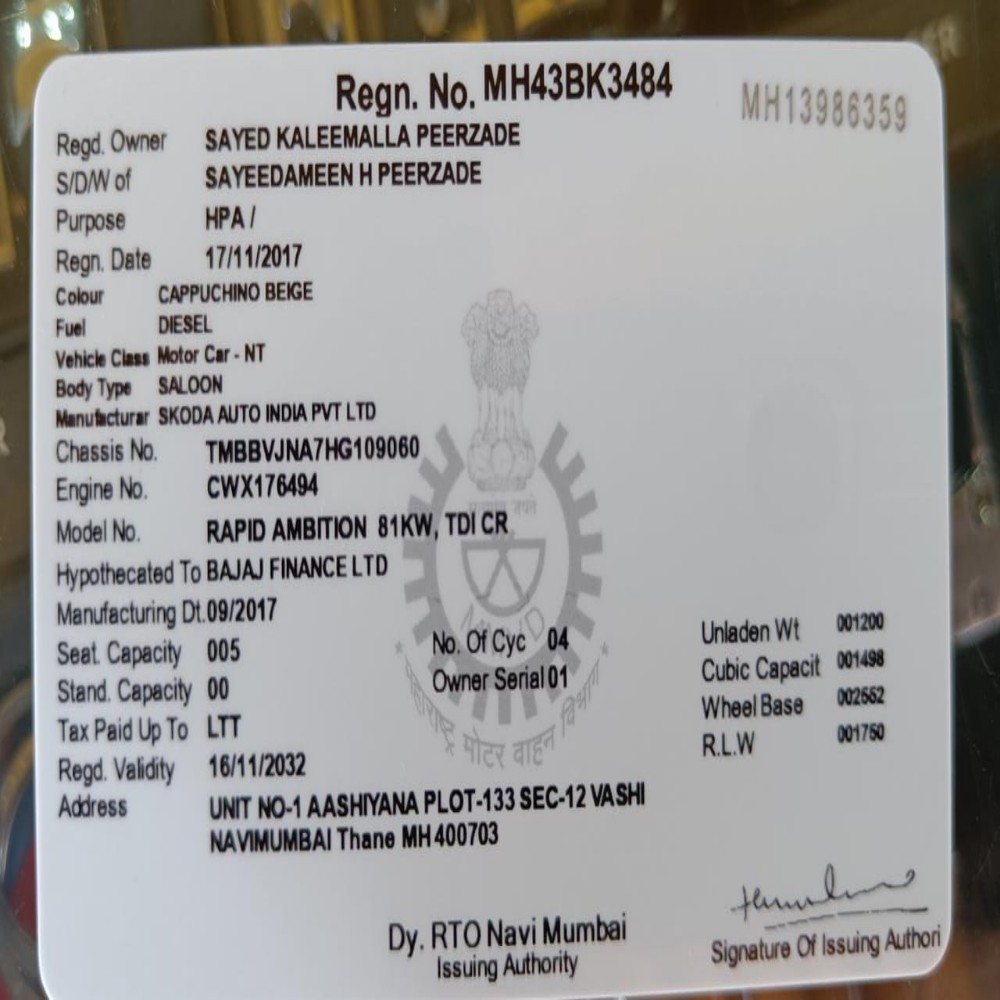 Regn. No. MH43BK3484
MH13986359
Regd. Owner SAYED KALEEMALLA PEERZADE
S/D/W of SAYEEDAMEEN H PEERZADE
Purpose HPA /
Regn. Date 17/11/2017
Colour CAPPUCHINO BEIGE
Fuel DIESEL
Vehicle Class Motor Car - NT
Body Type SALOON
Manufacturar SKODA AUTO INDIA PVT LTD
Chassis No. TMBBVJNA7HG109060
Engine No. CWX176494
Model No. RAPID AMBITION 81KW, TDI CR
Hypothecated To BAJAJ FINANCE LTD
Manufacturing Dt. 09/2017
Seat. Capacity 005 No. Of Cyc 04 Unladen Wt 001200
Stand. Capacity 00 Owner Serial 01 Cubic Capacit 001498
Tax Paid Up To LTT Wheel Base 002552
Regd. Validity 16/11/2032 R.L.W 001750
महाराष्ट्र मोटर वाहन विभाग
Address UNIT NO-1 AASHIYANA PLOT-133 SEC-12 VASHI
NAVIMUMBAI Thane MH 400703
Dy. RTO Navi Mumbai
Issuing Authority
Signature Of Issuing Authori